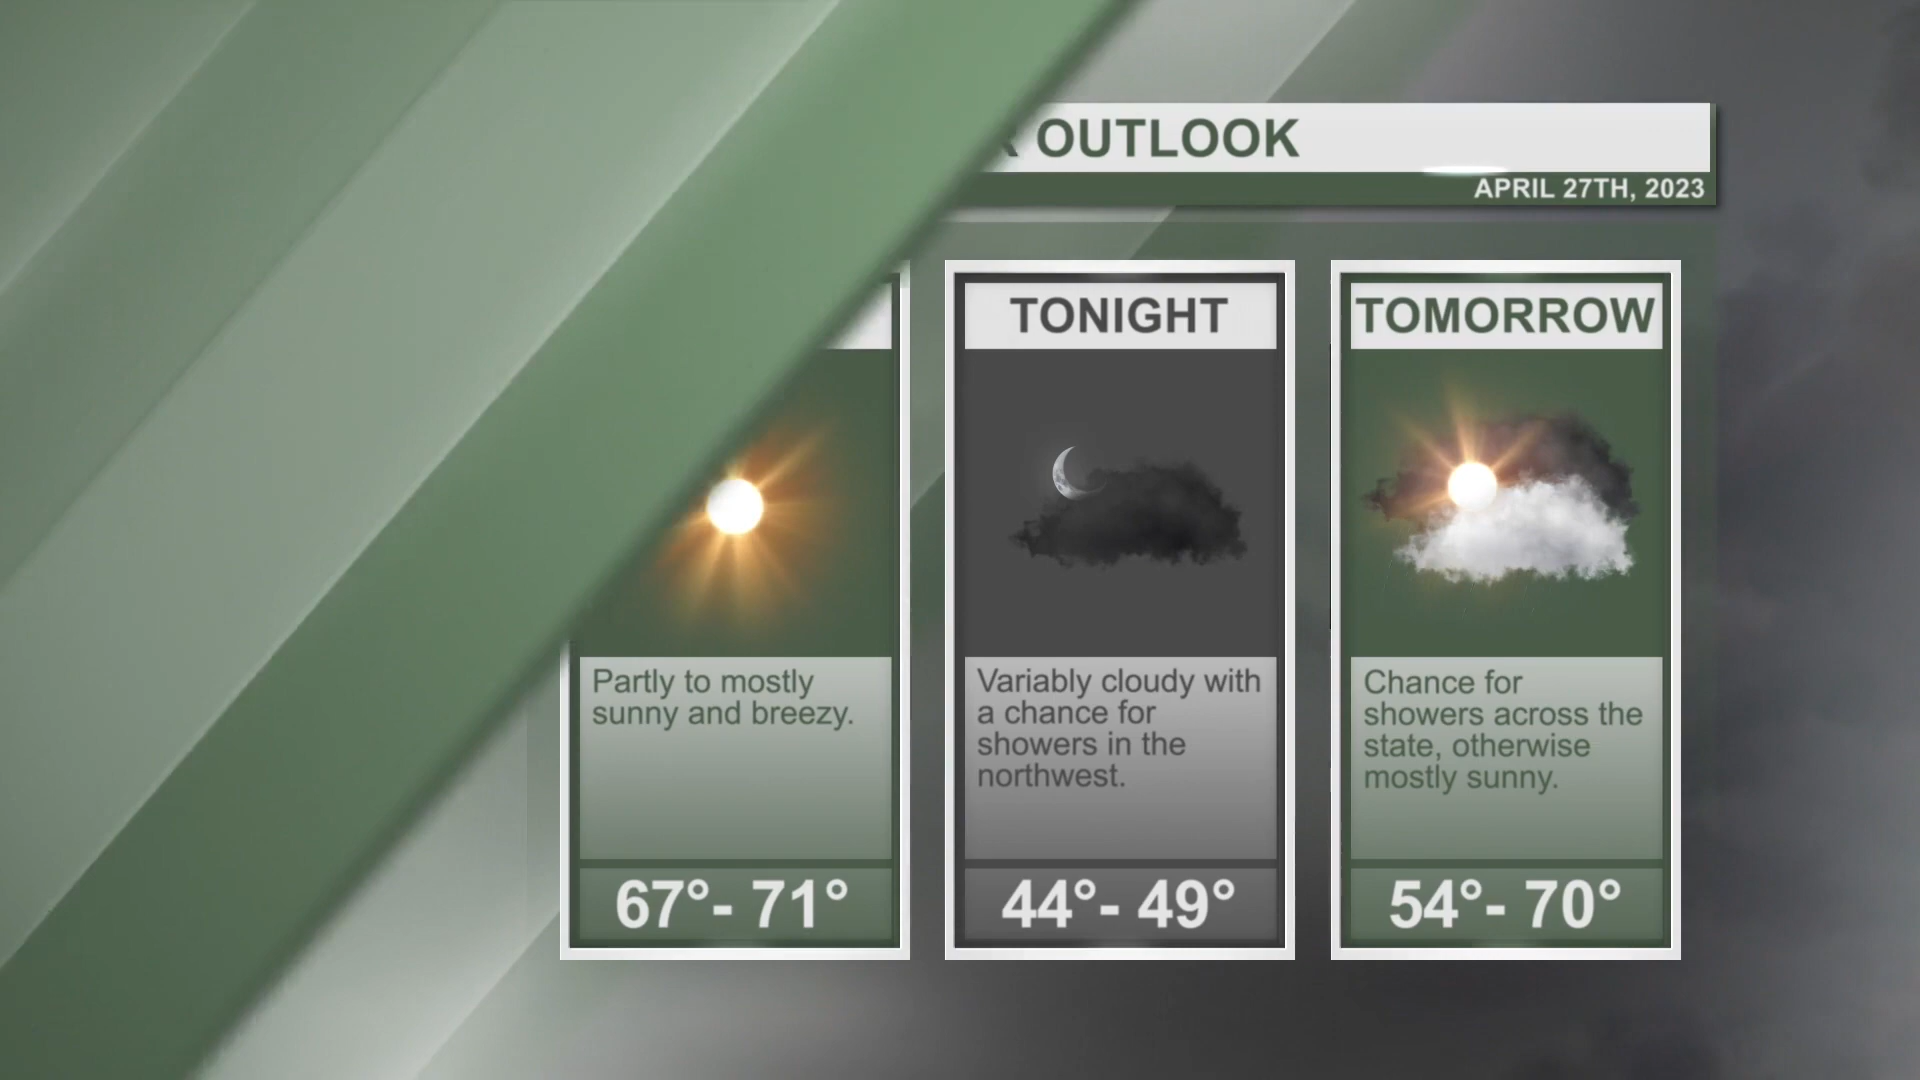 OUTLOOK
APRIL 27TH, 2023
TONIGHT
TOMORROW
Partly to mostly
sunny and breezy.
Variably cloudy with
a chance for
showers in the
northwest.
Chance for
showers across the
state, otherwise
mostly sunny.
67°- 71°
44°- 49°
54°- 70°